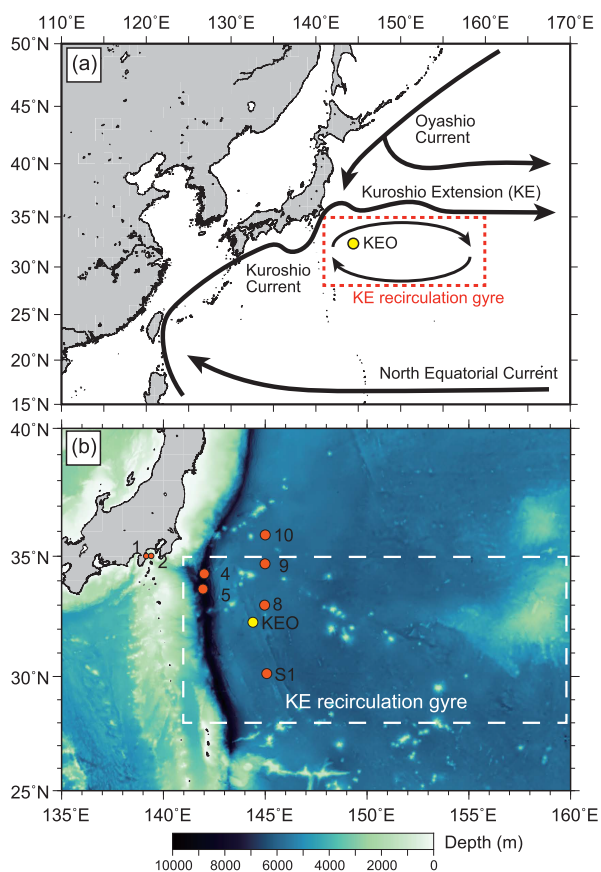 110°E 120°E 130°E 140°E 150°E 160°E 170°E
50°N
(a)
45°N
Oyashio
Current
40°N
Kuroshio Extension (KE)
35°N
KEO
30°N
Kuroshio
Current
KE recirculation gyre
25°N
20°N
North Equatorial Current
15°N
40°N
(b)
10
1
2
35°N
9
4
5
8
KEO
30°N
S1
KE recirculation gyre
25°N
135°E 140°E 145°E 150°E 155°E 160°E
Depth (m)
10000 8000 6000 4000 2000 0